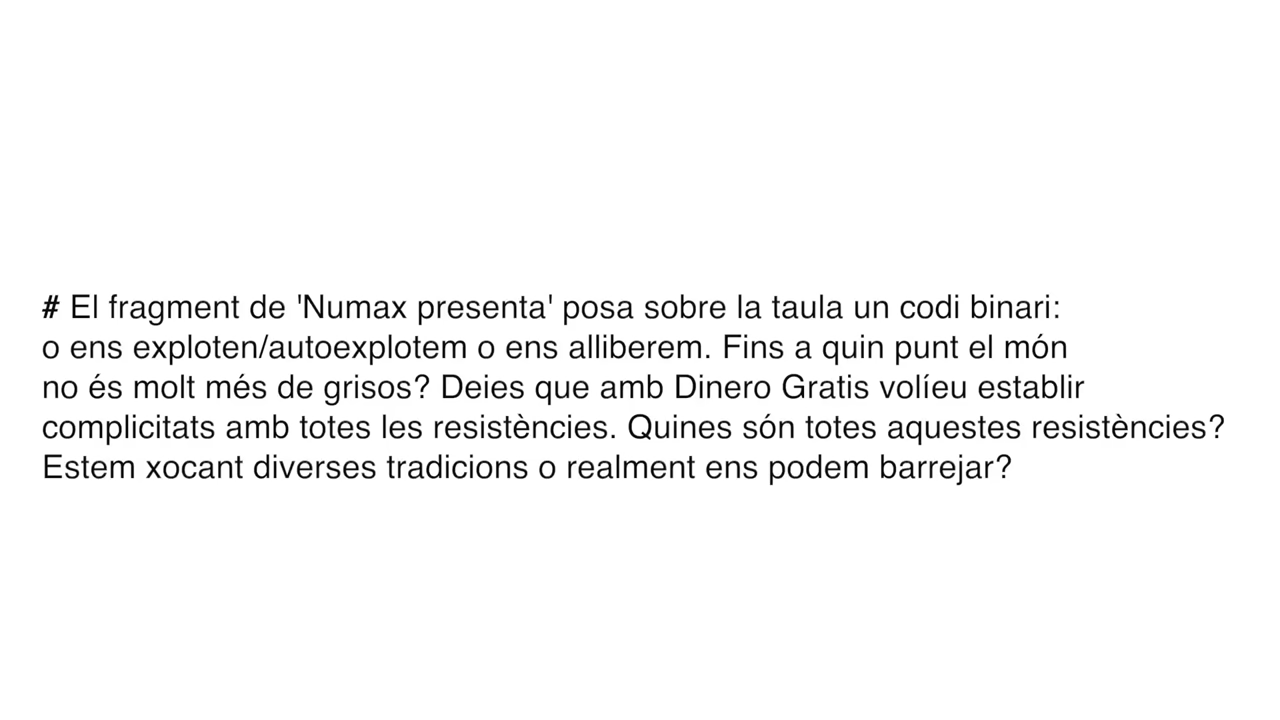 # El fragment de 'Numax presenta' posa sobre la taula un codi binari:
o ens exploten/autoexplotem o ens alliberem. Fins a quin punt el món
no és molt més de grisos? Deies que amb Dinero Gratis volíeu establir
complicitats amb totes les resistències. Quines són totes aquestes resistències?
Estem xocant diverses tradicions o realment ens podem barrejar?